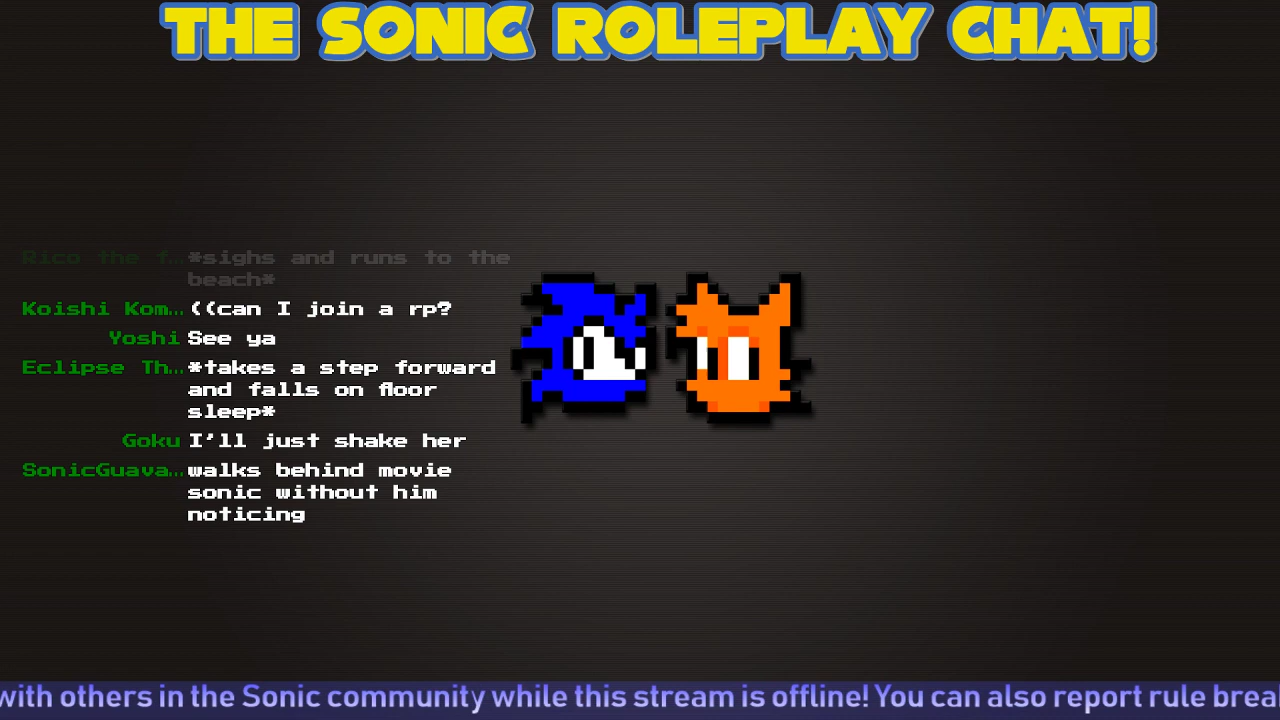 THE SONIC ROLEPLAY CHAT!
Rico the f... *sighs and runs to the
beach*
Koishi Kom... ((can I join a rp?
Yoshi See ya
Eclipse Th... *takes a step forward
and falls on floor
sleep*
Goku I'll just shake her
SonicGuava... walks behind movie
sonic without him
noticing
with others in the Sonic community while this stream is offline! You can also report rule brea